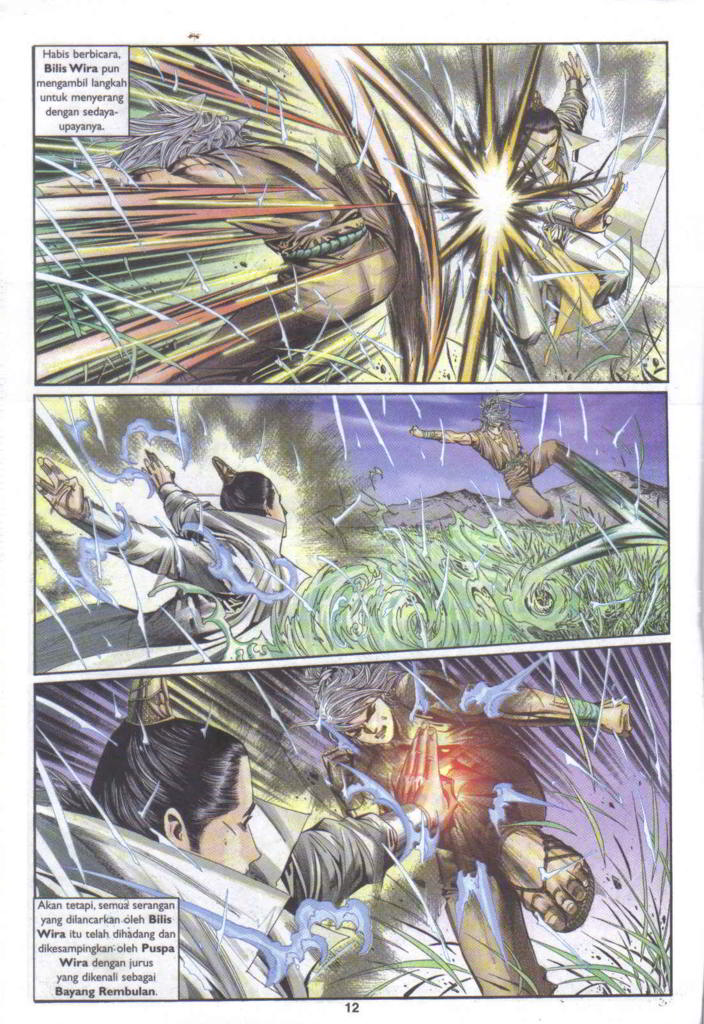 Habis berbicara,
Bilis Wira pun
mengambil langkah
untuk menyerang
dengan sedaya-
upayanya.
Akan tetapi, semua serangan
yang dilancarkan oleh Bilis
Wira itu telah dihadang dan
dikesampingkan oleh Puspa
Wira dengan jurus
yang dikenali sebagai
Bayang Rembulan.
12